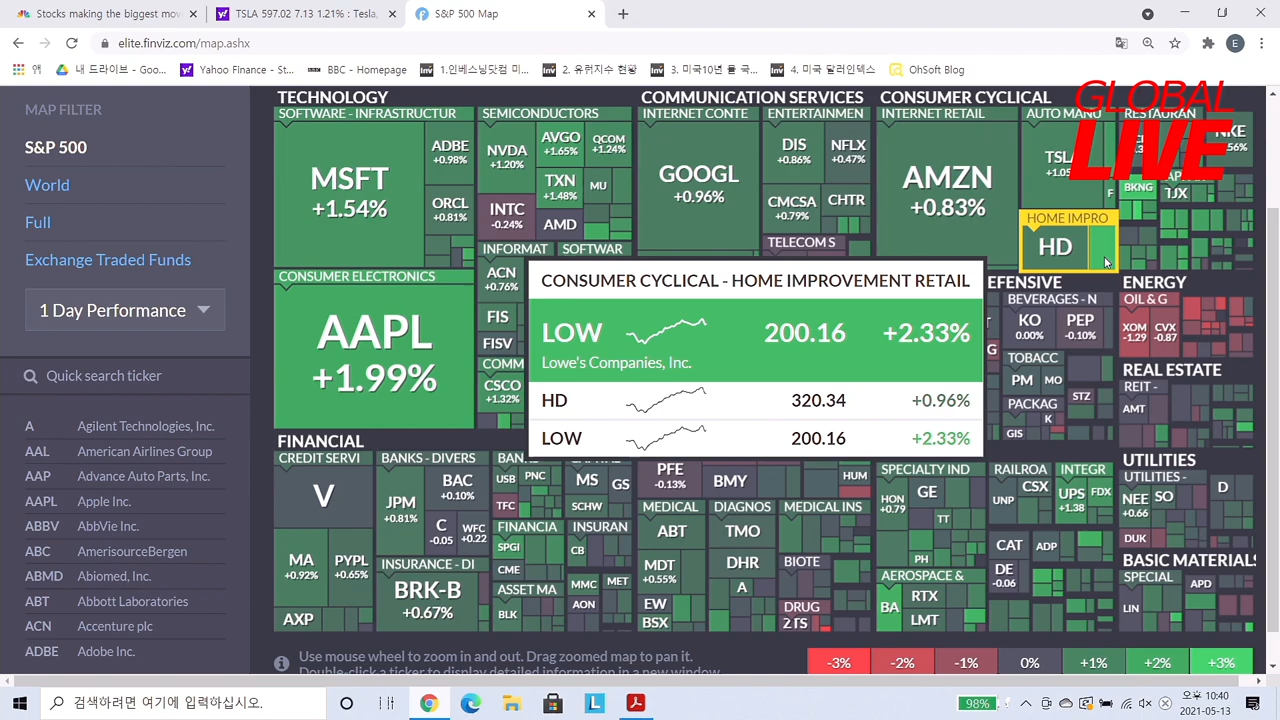 Stocks making the biggest mov
TSLA 597.02 7.13 1.21% : Tesla,
S&P 500 Map
elite.finviz.com/map.ashx
E
앱
내 드라이브 - Goo...
Yahoo Finance - St...
BBC - Homepage
1.인베스닷컴 미...
2. 유런지수 현황
3. 미국10년 물 국...
4. 미국 달러인덱스
OhSoft Blog
GLOBAL
LIVE
MAP FILTER
S&P 500
World
Full
Exchange Traded Funds
1 Day Performance
Quick search ticker
A Agilent Technologies, Inc.
AAL American Airlines Group
AAP Advance Auto Parts, Inc.
AAPL Apple Inc.
ABBV AbbVie Inc.
ABC AmerisourceBergen
ABMD Abiomed, Inc.
ABT Abbott Laboratories
ACN Accenture plc
ADBE Adobe Inc.
TECHNOLOGY
SOFTWARE - INFRASTRUCTUR
MSFT
+1.54%
ADBE
+0.98%
ORCL
+0.81%
SEMICONDUCTORS
NVDA
+1.20%
AVGO
+1.65%
QCOM
+1.24%
TXN
+1.48%
MU
INTC
-0.24%
AMD
CONSUMER ELECTRONICS
AAPL
+1.99%
INFORMAT
ACN
+0.76%
FIS
FISV
SOFTWAR
COMM
CSCO
+1.32%
COMMUNICATION SERVICES
INTERNET CONTE
GOOGL
+0.96%
ENTERTAINMEN
DIS
+0.86%
NFLX
+0.47%
CMCSA
+0.79%
CHTR
TELECOM S
CONSUMER CYCLICAL
INTERNET RETAIL
AMZN
+0.83%
AUTO MANU
TSLA
F
RESTAURAN
NKE
BKNG
TJX
HOME IMPRO
HD
CONSUMER CYCLICAL - HOME IMPROVEMENT RETAIL
LOW 200.16 +2.33%
Lowe's Companies, Inc.
HD 320.34 +0.96%
LOW 200.16 +2.33%
EFENSIVE
BEVERAGES - N
KO
0.00%
PEP
-0.10%
TOBACC
PM
MO
PACKAG
K
GIS
STZ
ENERGY
OIL & G
XOM
-1.29
CVX
-0.87
REAL ESTATE
REIT -
AMT
FINANCIAL
CREDIT SERVI
V
MA
+0.92%
PYPL
+0.65%
AXP
BANKS - DIVERS
JPM
+0.81%
BAC
+0.10%
C
-0.05
WFC
+0.22
INSURANCE - DI
BRK-B
+0.67%
USB
PNC
TFC
FINANCIA
SPGI
CME
ASSET MA
BLK
MS
GS
SCHW
INSURAN
CB
MMC
MET
AON
PFE
-0.13%
BMY
HUM
MEDICAL
ABT
MDT
+0.55%
EW
BSX
DIAGNOS
TMO
DHR
A
MEDICAL INS
BIOTE
DRUG
SPECIALTY IND
HON
+0.79
GE
TT
PH
AEROSPACE &
BA
RTX
LMT
RAILROA
UNP
CSX
CAT
ADP
DE
-0.06
INTEGR
UPS
+1.38
FDX
UTILITIES
UTILITIES -
NEE
+0.66
SO
D
DUK
BASIC MATERIALS
SPECIAL
LIN
APD
Use mouse wheel to zoom in and out. Drag zoomed map to pan it.
Double-click a ticker to display detailed information in a new window.
-3% -2% -1% 0% +1% +2% +3%
검색하려면 여기에 입력하십시오.
98%
오후 10:40
2021-05-13